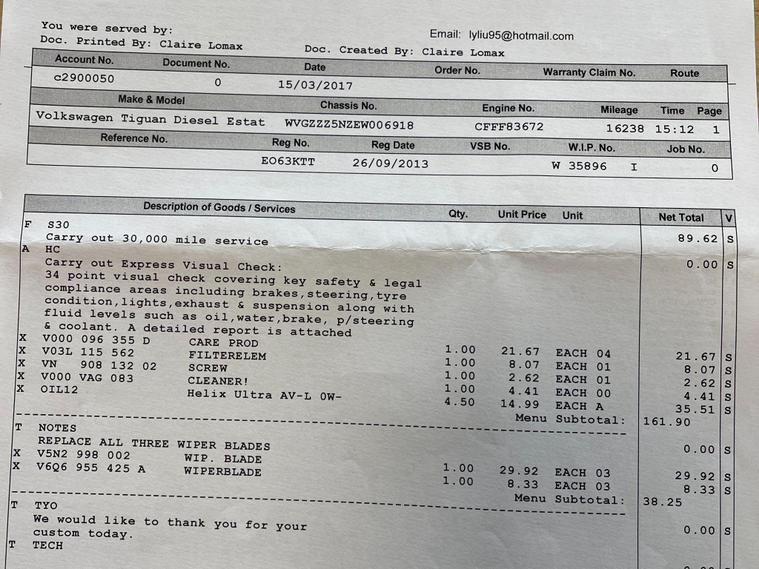 You were served by:
Email: lyliu95@hotmail.com
Doc. Printed By: Claire Lomax Doc. Created By: Claire Lomax
Account No. Document No. Date Order No. Warranty Claim No. Route
c2900050 0 15/03/2017
Make & Model Chassis No. Engine No. Mileage Time Page
Volkswagen Tiguan Diesel Estat WVGZZZ5NZEW006918 CFFF83672 16238 15:12 1
Reference No. Reg No. Reg Date VSB No. W.I.P. No. Job No.
EO63KTT 26/09/2013 W 35896 I 0
Description of Goods / Services Qty. Unit Price Unit Net Total V
F S30
Carry out 30,000 mile service 89.62 S
A HC 0.00 S
Carry out Express Visual Check:
34 point visual check covering key safety & legal
compliance areas including brakes,steering,tyre
condition,lights,exhaust & suspension along with
fluid levels such as oil,water,brake, p/steering
& coolant. A detailed report is attached
X V000 096 355 D CARE PROD 1.00 21.67 EACH 04 21.67 S
X V03L 115 562 FILTERELEM 1.00 8.07 EACH 01 8.07 S
X VN 908 132 02 SCREW 1.00 2.62 EACH 01 2.62 S
X V000 VAG 083 CLEANER! 1.00 4.41 EACH 00 4.41 S
X OIL12 Helix Ultra AV-L 0W- 4.50 14.99 EACH A 35.51 S
Menu Subtotal: 161.90
T NOTES 0.00 S
REPLACE ALL THREE WIPER BLADES
X V5N2 998 002 WIP. BLADE 1.00 29.92 EACH 03 29.92 S
X V6Q6 955 425 A WIPERBLADE 1.00 8.33 EACH 03 8.33 S
Menu Subtotal: 38.25
T TYO 0.00 S
We would like to thank you for your
custom today.
T TECH